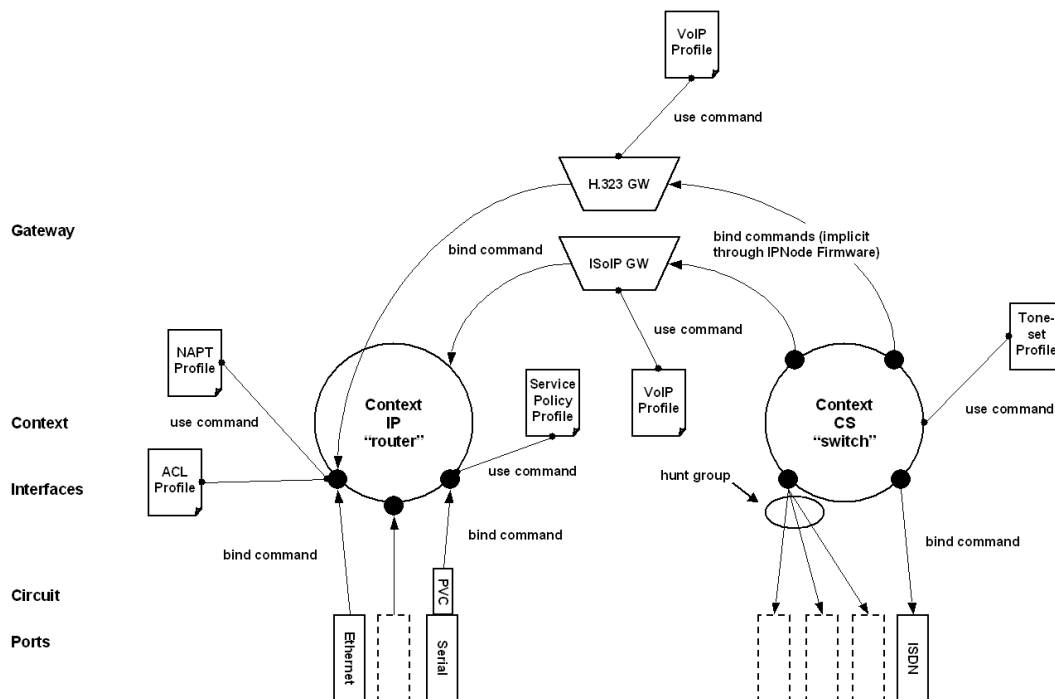 VoIP
Profile
use command
H.323 GW
Gateway
bind command
bind commands (implicit
through IPNode Firmware)
ISoIP GW
use command
Tone-
set
Profile
NAPT
Profile
Service
Policy
Profile
VoIP
Profile
use command
Context
Context
IP
“router”
Context
CS
“switch”
use command
ACL
Profile
use command
Interfaces
hunt group
bind command
bind command
bind command
Circuit
PVC
Ports
Ethernet
Serial
ISDN